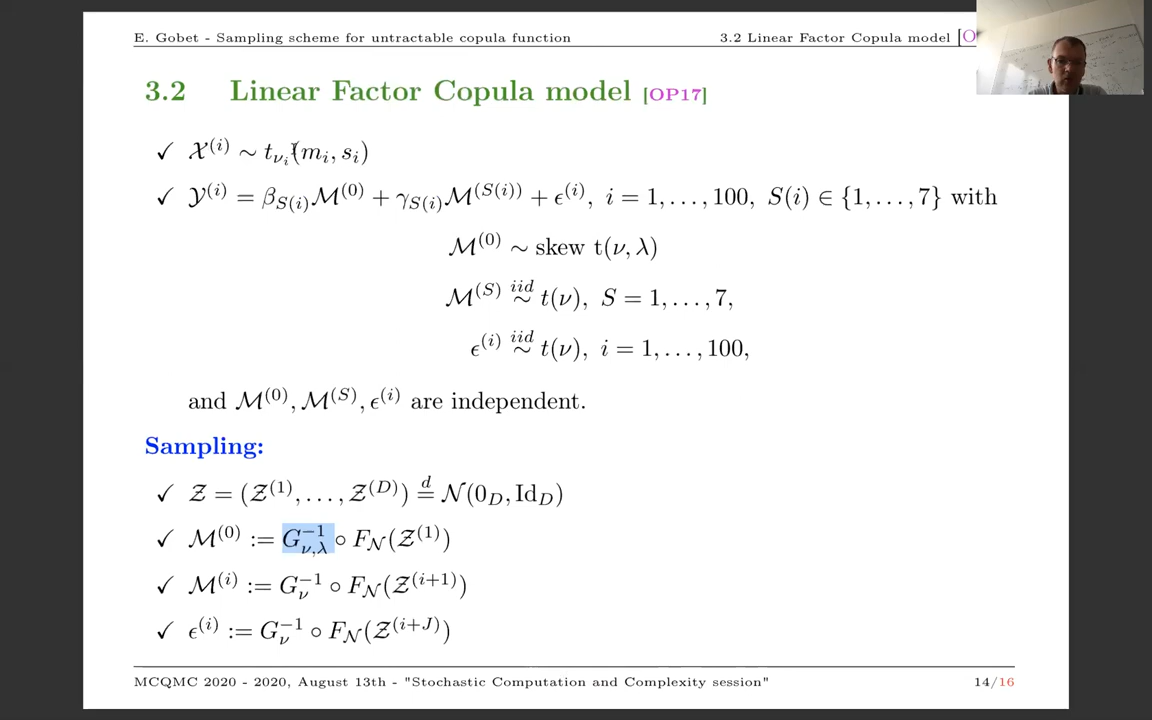 E. Gobet - Sampling scheme for untractable copula function 3.2 Linear Factor Copula model [O
3.2 Linear Factor Copula model [OP17]
✓ 𝒳^(i) ∼ t_{ν_i}(m_i, s_i)
✓ 𝒴^(i) = β_{S(i)}ℳ^(0) + γ_{S(i)}ℳ^(S(i)) + ϵ^(i), i = 1, . . . , 100, S(i) ∈ {1, . . . , 7} with
ℳ^(0) ∼ skew t(ν, λ)
ℳ^(S) iid∼ t(ν), S = 1, . . . , 7,
ϵ^(i) iid∼ t(ν), i = 1, . . . , 100,
and ℳ^(0), ℳ^(S), ϵ^(i) are independent.
Sampling:
✓ 𝒵 = (𝒵^(1), . . . , 𝒵^(D)) d= 𝒩(0_D, Id_D)
✓ ℳ^(0) := G^{−1}_{ν,λ} ∘ F_𝒩(𝒵^(1))
✓ ℳ^(i) := G^{−1}_ν ∘ F_𝒩(𝒵^(i+1))
✓ ϵ^(i) := G^{−1}_ν ∘ F_𝒩(𝒵^(i+J))
MCQMC 2020 - 2020, August 13th - "Stochastic Computation and Complexity session" 14/16